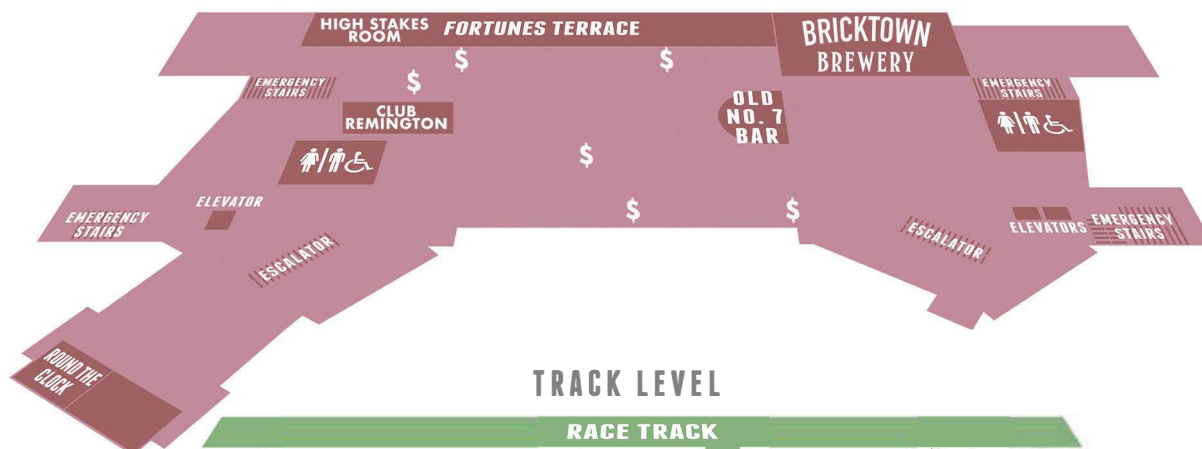 HIGH STAKES
ROOM
FORTUNES TERRACE
BRICKTOWN
BREWERY
$
$
$
EMERGENCY
STAIRS
EMERGENCY
STAIRS
CLUB
REMINGTON
OLD
NO. 7
BAR
$
ELEVATOR
EMERGENCY
STAIRS
$
$
ESCALATOR
ESCALATOR
ELEVATORS
EMERGENCY
STAIRS
ROUND THE
CLOCK
TRACK LEVEL
RACE TRACK